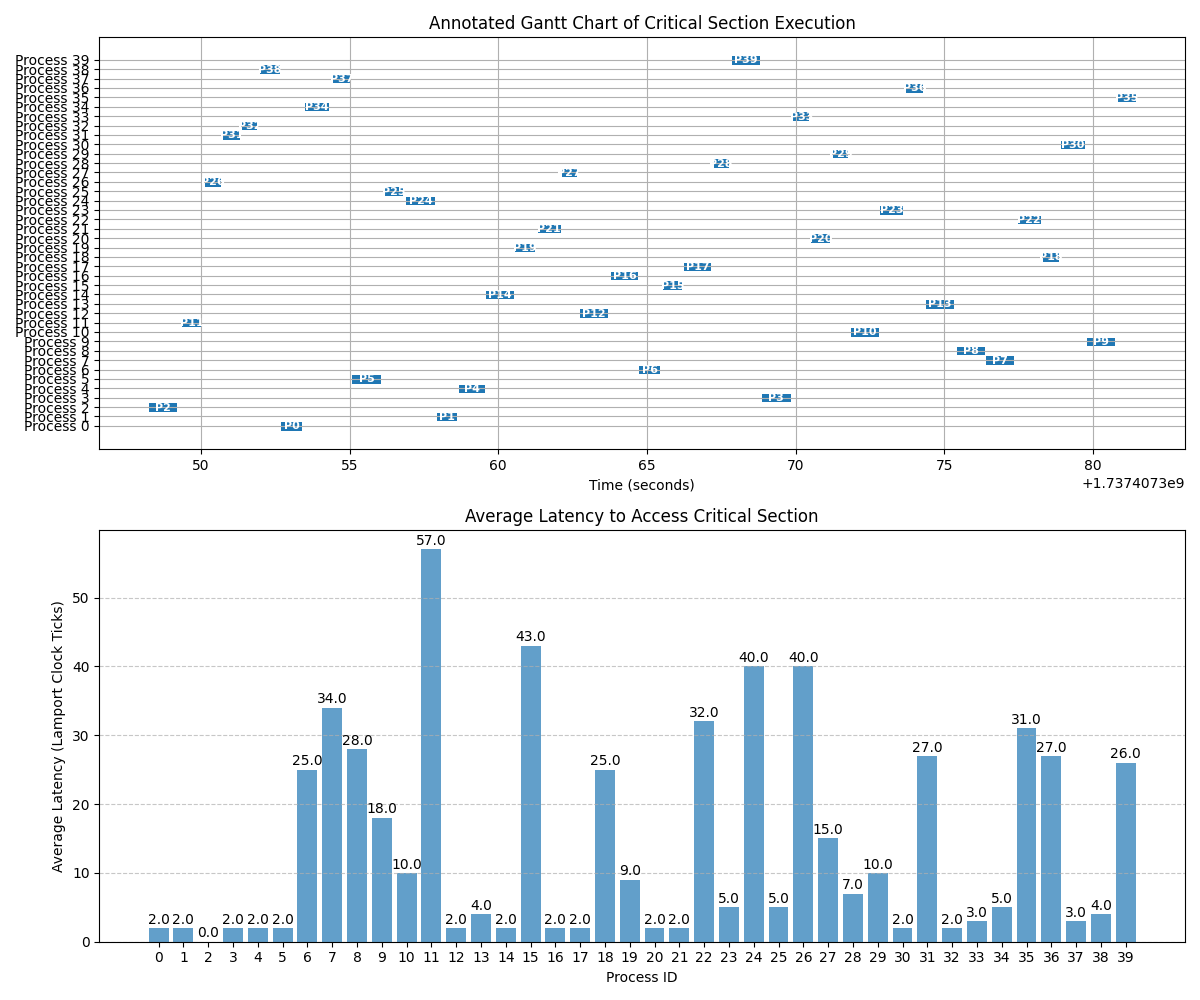 Annotated Gantt Chart of Critical Section Execution
Process 39
Process 38
Process 37
Process 36
Process 35
Process 34
Process 33
Process 32
Process 31
Process 30
Process 29
Process 28
Process 27
Process 26
Process 25
Process 24
Process 23
Process 22
Process 21
Process 20
Process 19
Process 18
Process 17
Process 16
Process 15
Process 14
Process 13
Process 12
Process 11
Process 10
Process 9
Process 8
Process 7
Process 6
Process 5
Process 4
Process 3
Process 2
Process 1
Process 0
P39
P38
P37
P36
P35
P34
P33
P32
P31
P30
P29
P28
P27
P26
P25
P24
P23
P22
P21
P20
P19
P18
P17
P16
P15
P14
P13
P12
P11
P10
P9
P8
P7
P6
P5
P4
P3
P2
P1
P0
50 55 60 65 70 75 80
Time (seconds)
+1.7374073e9
Average Latency to Access Critical Section
Average Latency (Lamport Clock Ticks)
50
40
30
20
10
0
2.0 2.0 0.0 2.0 2.0 2.0 25.0 34.0 28.0 18.0 10.0 57.0 2.0 4.0 2.0 43.0 2.0 2.0 25.0 9.0 2.0 2.0 32.0 5.0 40.0 5.0 40.0 15.0 7.0 10.0 2.0 27.0 2.0 3.0 5.0 31.0 27.0 3.0 4.0 26.0
0 1 2 3 4 5 6 7 8 9 10 11 12 13 14 15 16 17 18 19 20 21 22 23 24 25 26 27 28 29 30 31 32 33 34 35 36 37 38 39
Process ID